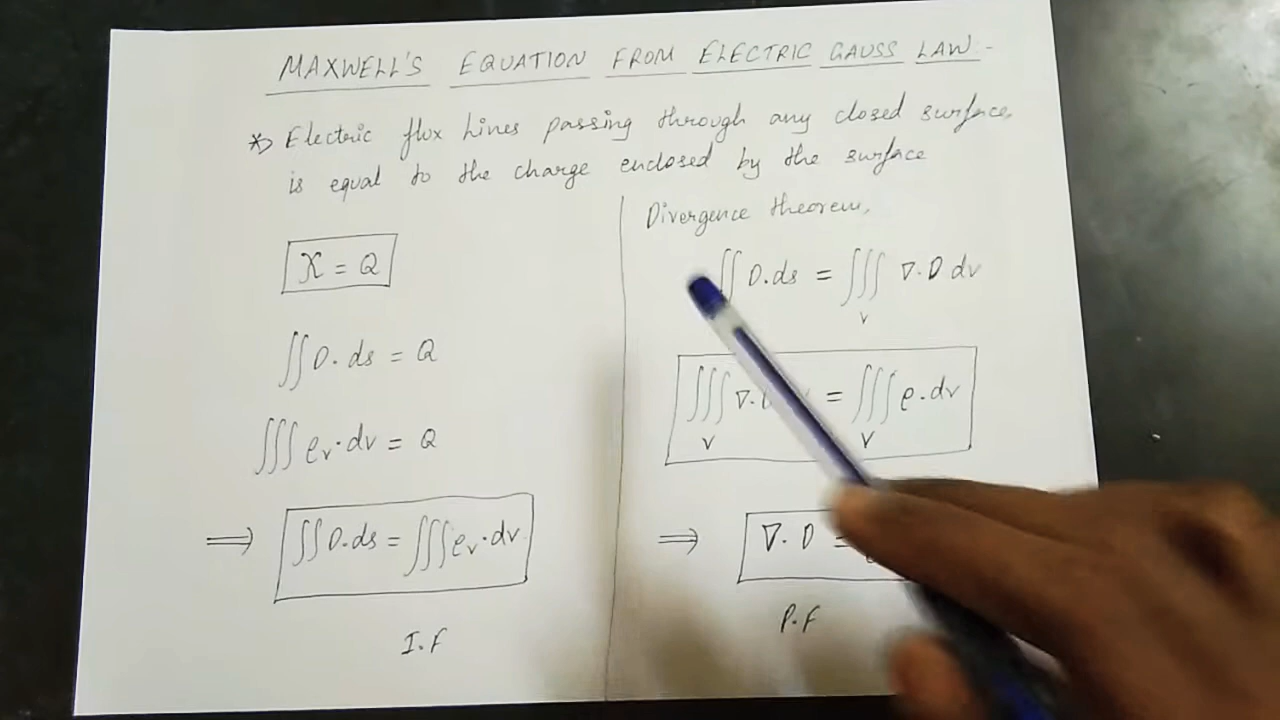 MAXWELL'S EQUATION FROM ELECTRIC GAUSS LAW -
* Electric flux lines passing through any closed surface,
is equal to the charge enclosed by the surface
Ψ = Q
∬ D. ds = Q
∭ ρv. dv = Q
⟹ ∬ D.ds = ∭ ρv. dv
I.F
Divergence theorem,
∬ D.ds = ∭v ∇.D dv
∭v ∇. = ∭v ρ.dv
⟹ ∇. D =
P.F